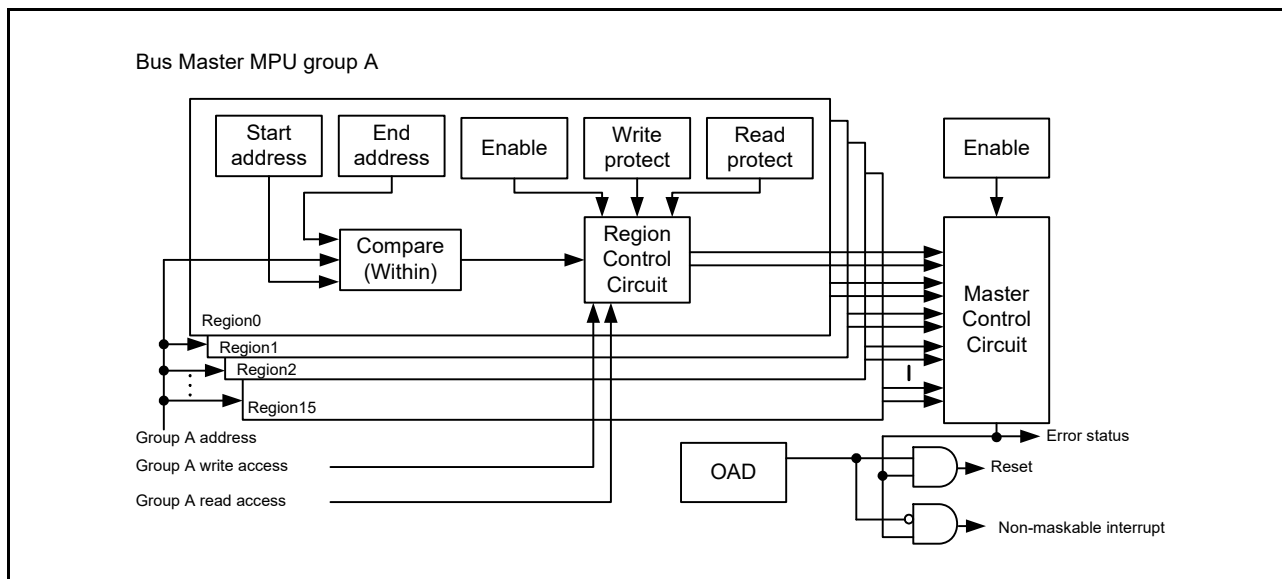 Bus Master MPU group A
Start
address
End
address
Enable
Write
protect
Read
protect
Enable
Compare
(Within)
Region
Control
Circuit
Master
Control
Circuit
Region0
Region1
Region2
Region15
Group A address
Group A write access
Group A read access
OAD
Error status
Reset
Non-maskable interrupt